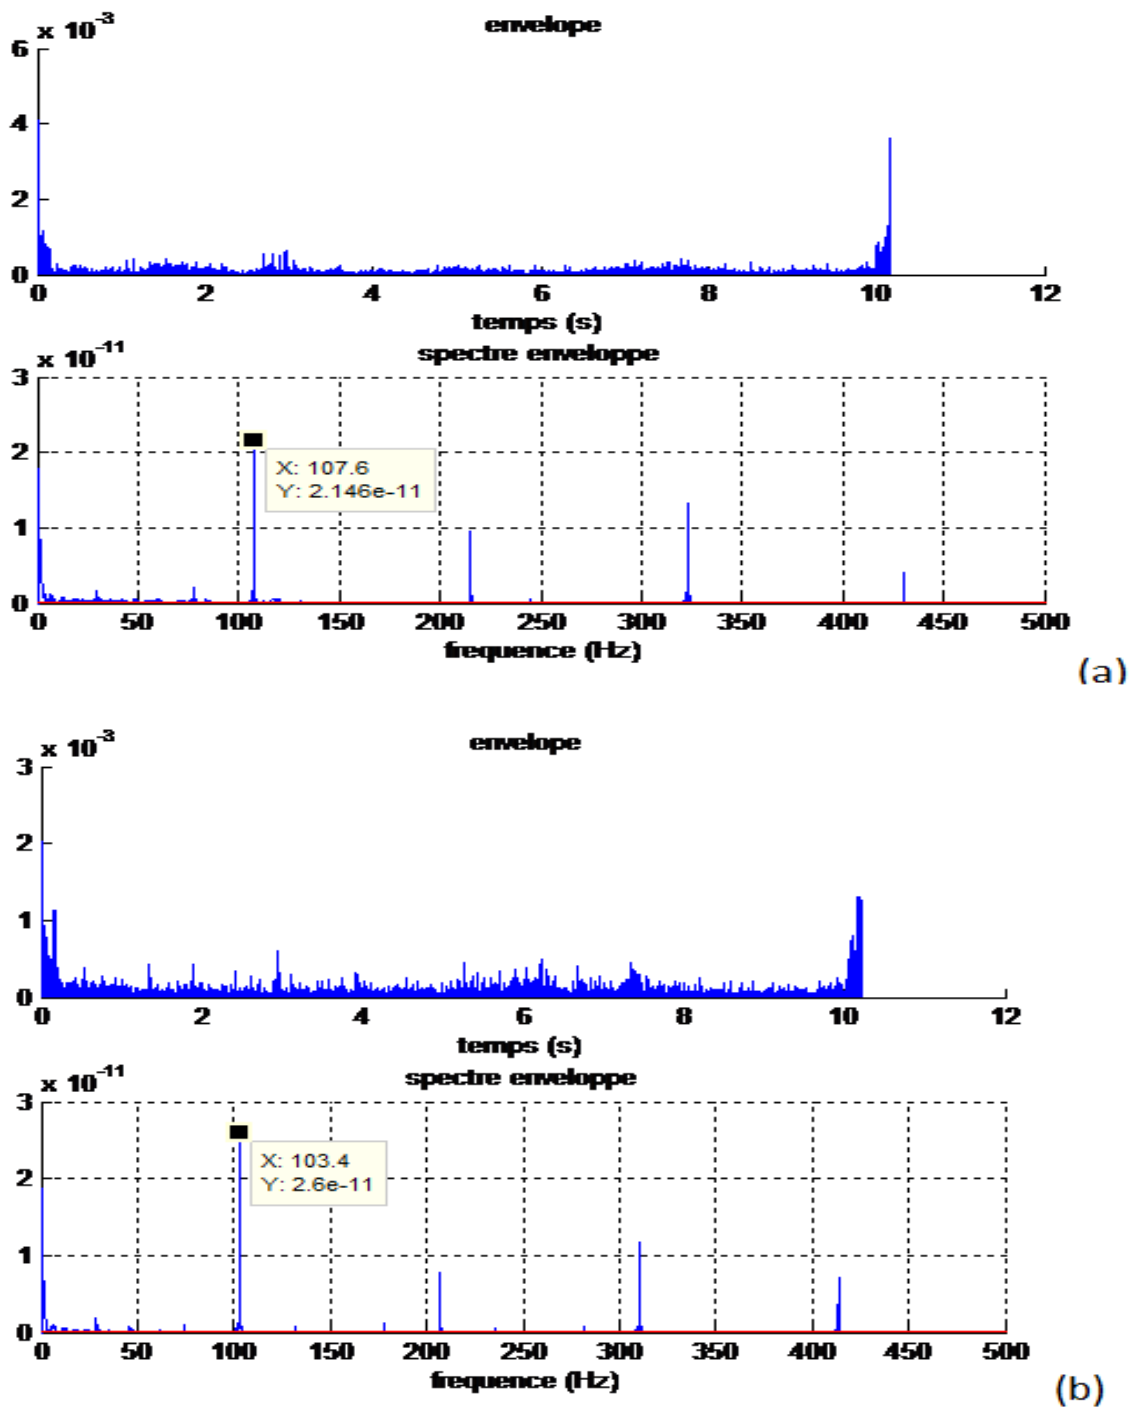 envelope
x 10-3
6
4
2
0
0 2 4 6 8 10 12
temps (s)
spectre enveloppe
x 10-11
3
2
1
0
X: 107.6
Y: 2.146e-11
0 50 100 150 200 250 300 350 400 450 500
frequence (Hz)
(a)
envelope
x 10-3
3
2
1
0
0 2 4 6 8 10 12
temps (s)
spectre enveloppe
x 10-11
3
2
1
0
X: 103.4
Y: 2.6e-11
0 50 100 150 200 250 300 350 400 450 500
frequence (Hz)
(b)